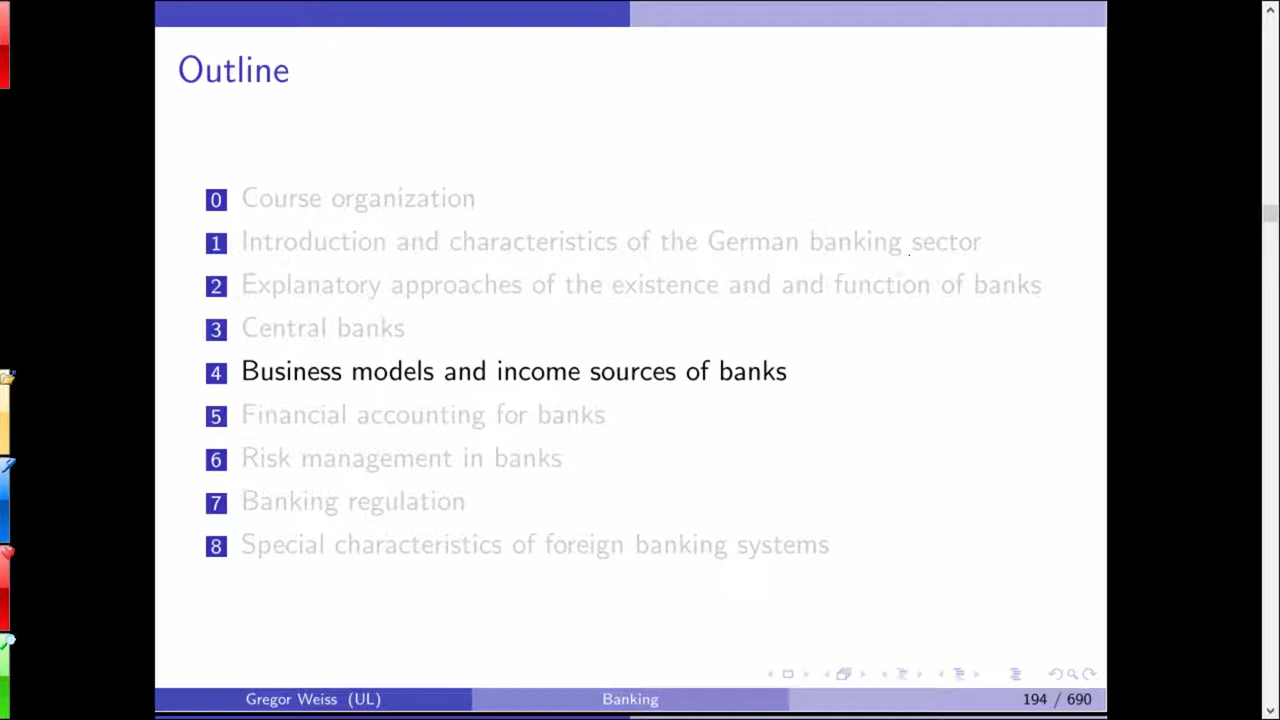 Outline
0 Course organization
1 Introduction and characteristics of the German banking sector
2 Explanatory approaches of the existence and and function of banks
3 Central banks
4 Business models and income sources of banks
5 Financial accounting for banks
6 Risk management in banks
7 Banking regulation
8 Special characteristics of foreign banking systems
Gregor Weiss (UL) Banking 194 / 690